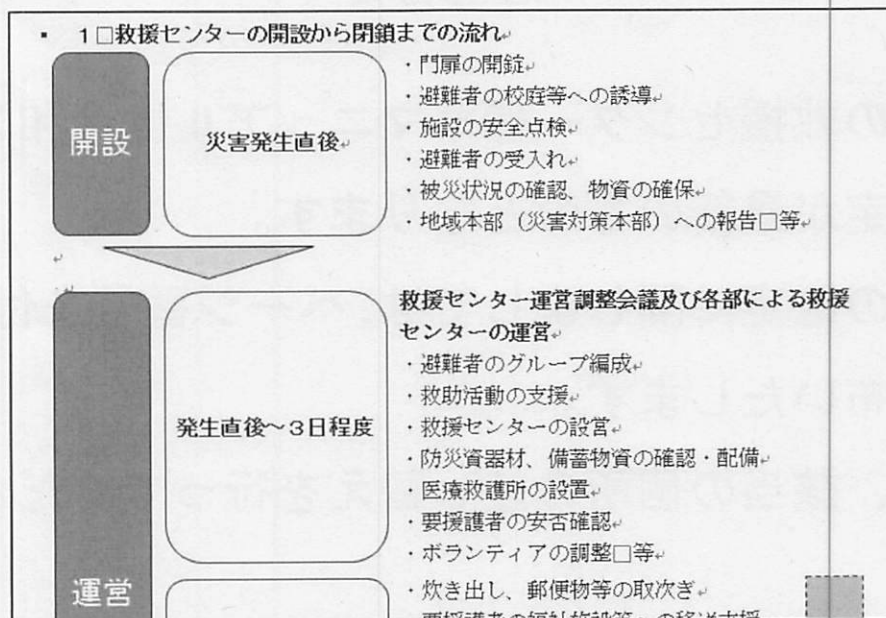 ▪ 1□救援センターの開設から閉鎖までの流れ
開設
災害発生直後
・門扉の開錠
・避難者の校庭等への誘導
・施設の安全点検
・避難者の受入れ
・被災状況の確認、物資の確保
・地域本部（災害対策本部）への報告□等
運営
発生直後～3日程度
救援センター運営調整会議及び各部による救援
センターの運営
・避難者のグループ編成
・救助活動の支援
・救援センターの設営
・防災資器材、備蓄物資の確認・配備
・医療救護所の設置
・要援護者の安否確認
・ボランティアの調整□等
・炊き出し、郵便物等の取次ぎ